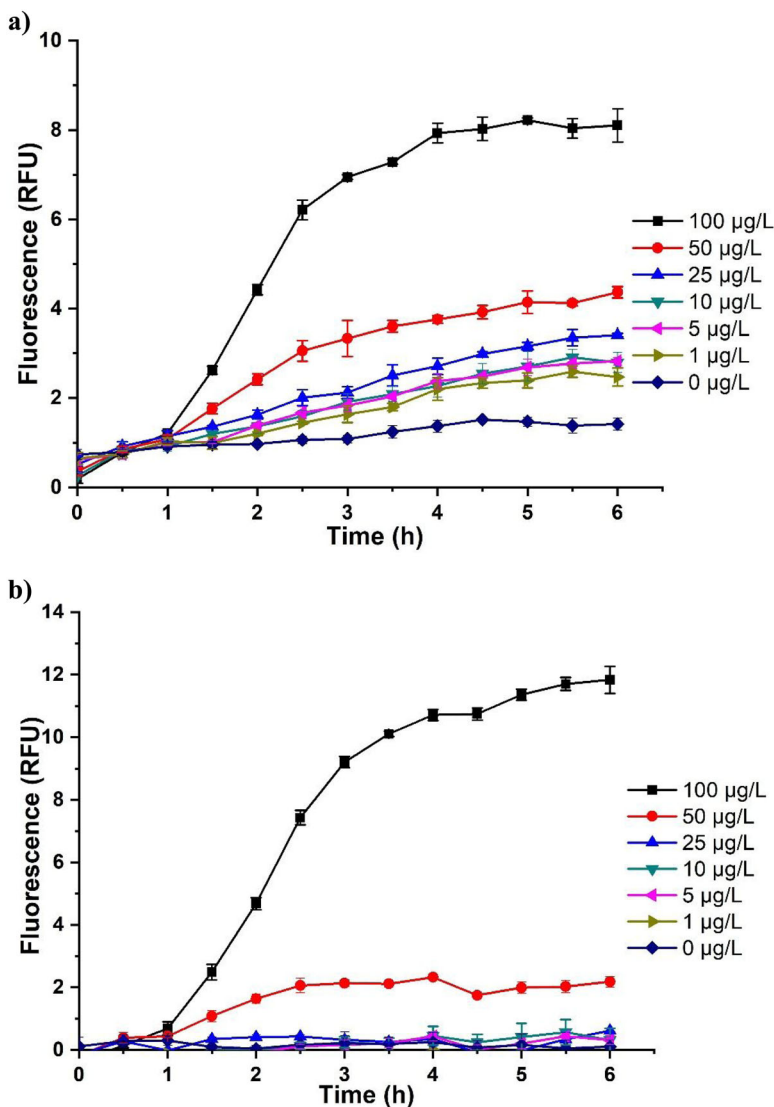 a)
10
8
6
4
2
0
Fluorescence (RFU)
0 1 2 3 4 5 6
Time (h)
100 µg/L
50 µg/L
25 µg/L
10 µg/L
5 µg/L
1 µg/L
0 µg/L
b)
14
12
10
8
6
4
2
0
Fluorescence (RFU)
0 1 2 3 4 5 6
Time (h)
100 µg/L
50 µg/L
25 µg/L
10 µg/L
5 µg/L
1 µg/L
0 µg/L